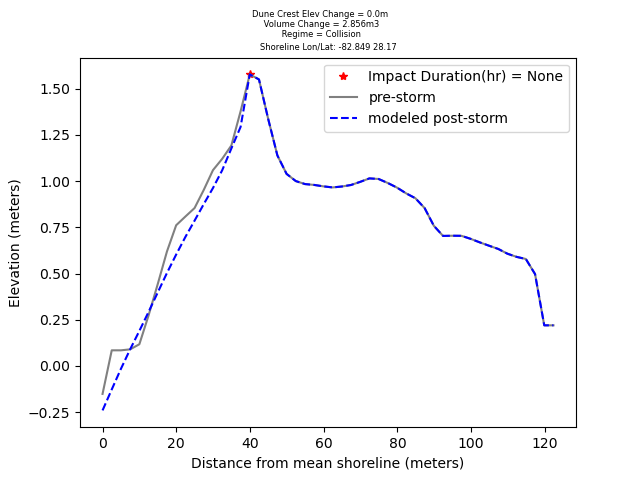 Dune Crest Elev Change = 0.0m
Volume Change = 2.856m3
Regime = Collision
Shoreline Lon/Lat: -82.849 28.17
Impact Duration(hr) = None
pre-storm
modeled post-storm
1.50
1.25
1.00
0.75
0.50
0.25
0.00
−0.25
Elevation (meters)
0 20 40 60 80 100 120
Distance from mean shoreline (meters)